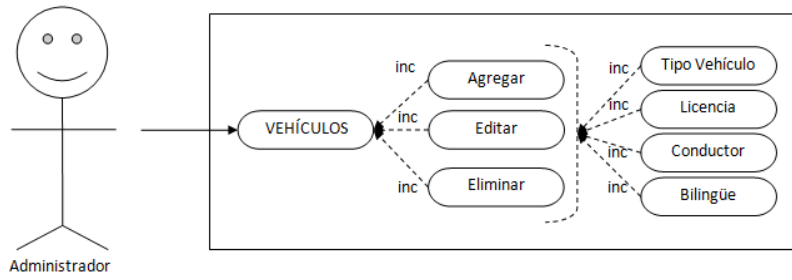 inc
Agregar
inc
Tipo Vehículo
inc
VEHÍCULOS
Editar
inc
Licencia
inc
Conductor
inc
Eliminar
inc
Bilingüe
Administrador